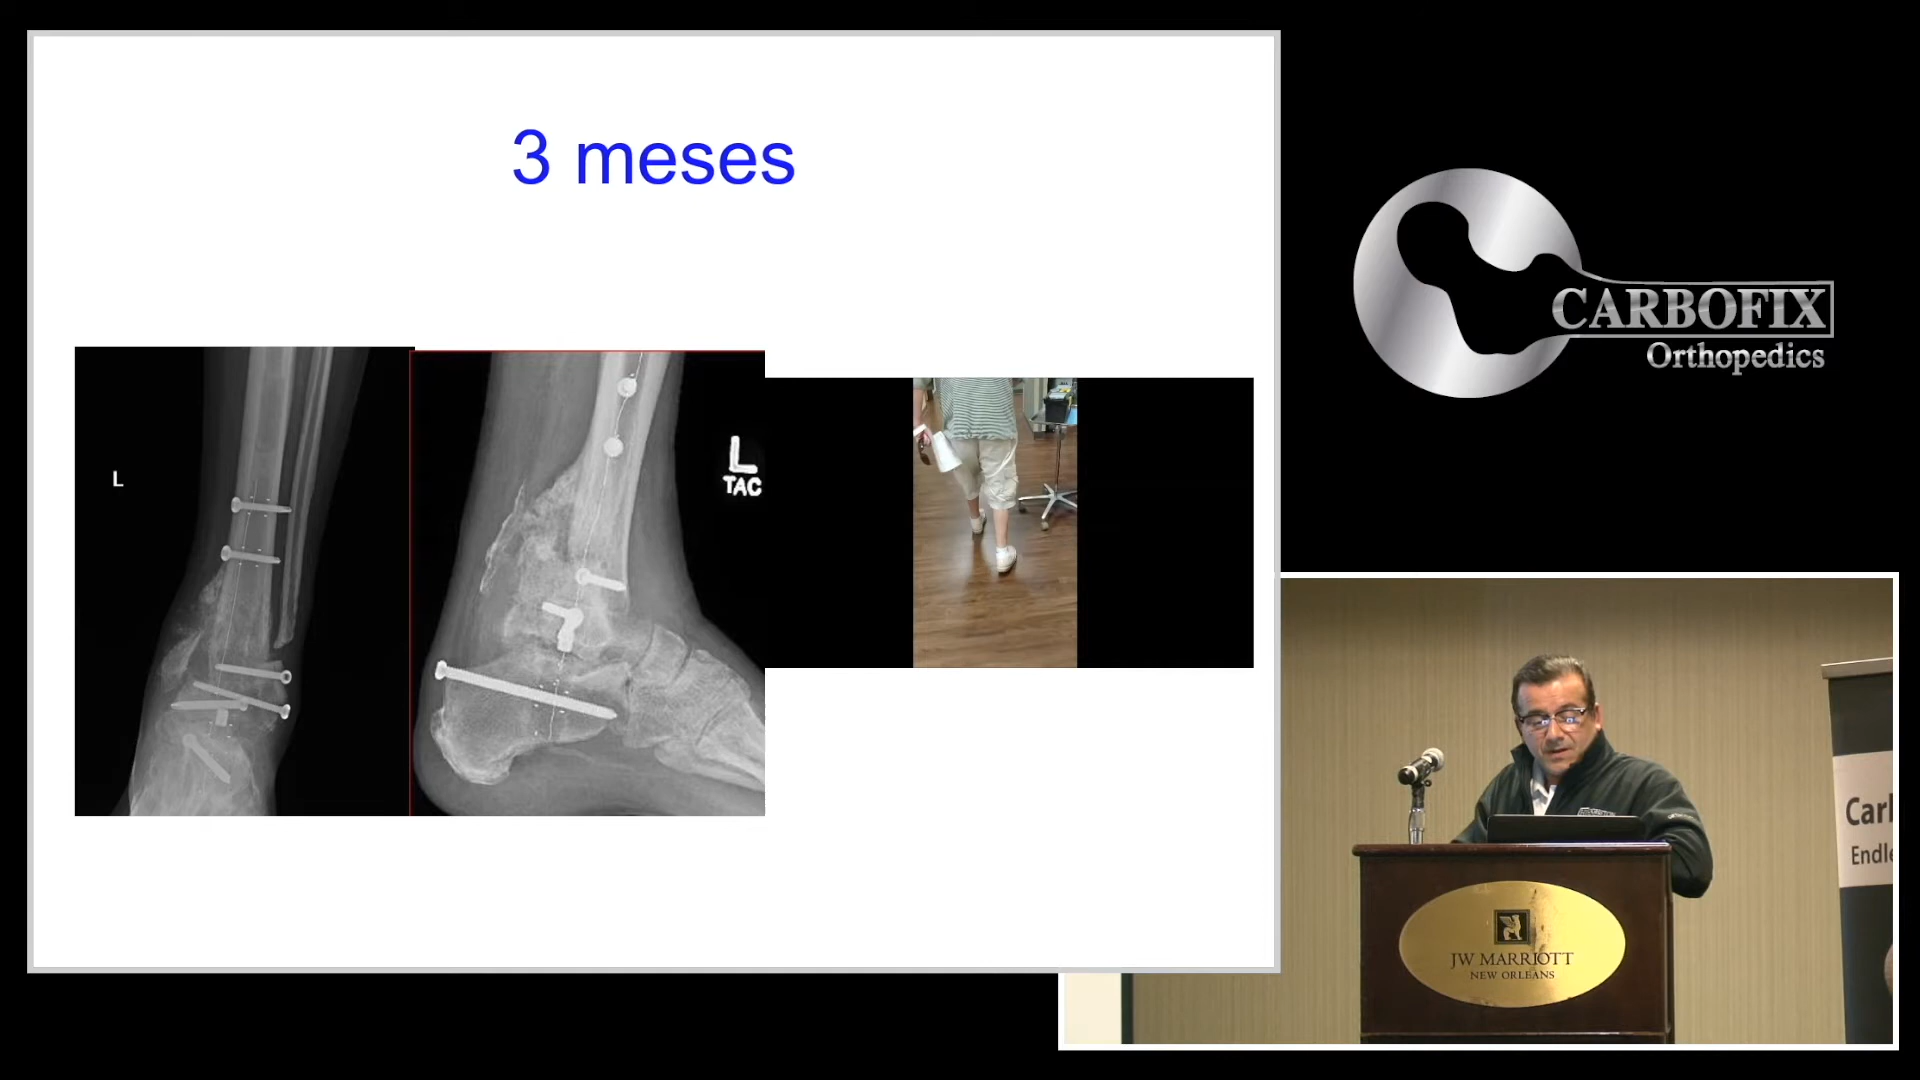 3 meses
L
L
TAC
CARBOFIX
Orthopedics
JW MARRIOTT
NEW ORLEANS